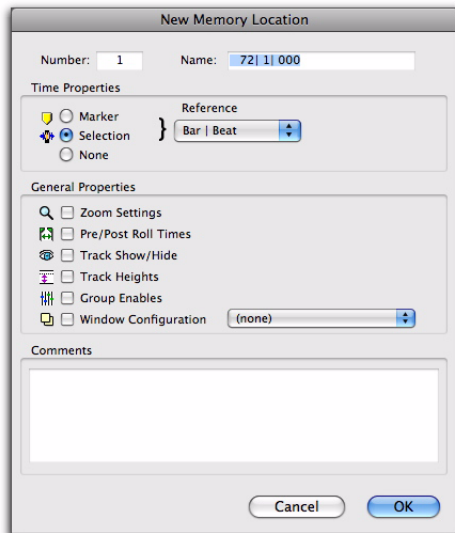 New Memory Location
Number: 1 Name: 72| 1| 000
Time Properties
Marker
Selection
None
Reference
} Bar | Beat
General Properties
Zoom Settings
Pre/Post Roll Times
Track Show/Hide
Track Heights
Group Enables
Window Configuration (none)
Comments
Cancel OK